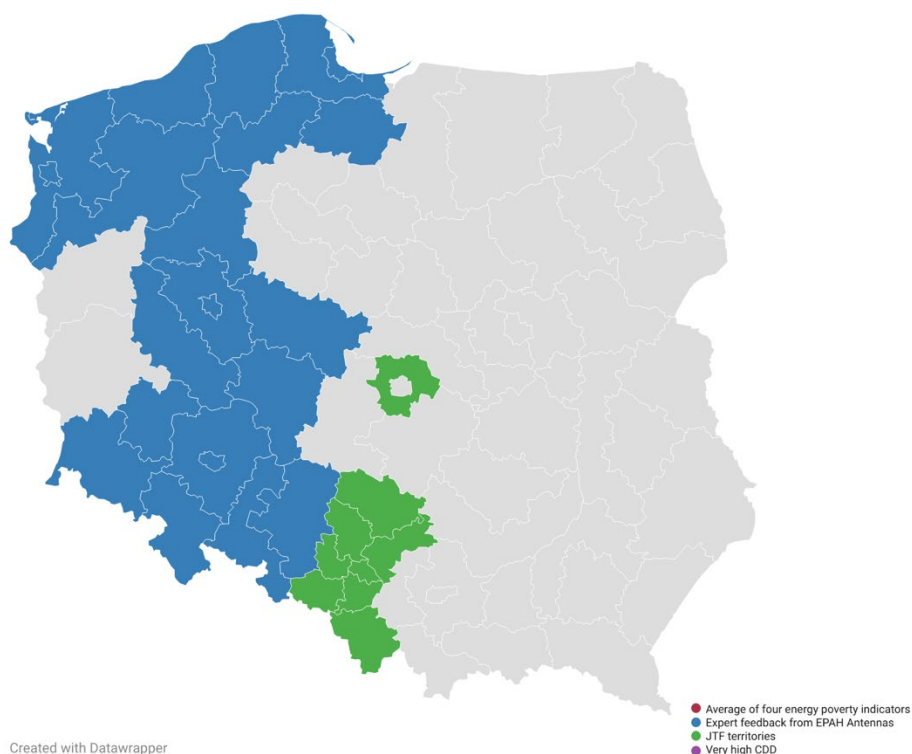 Average of four energy poverty indicators
Expert feedback from EPAH Antennas
JTF territories
Very high CDD
Created with Datawrapper